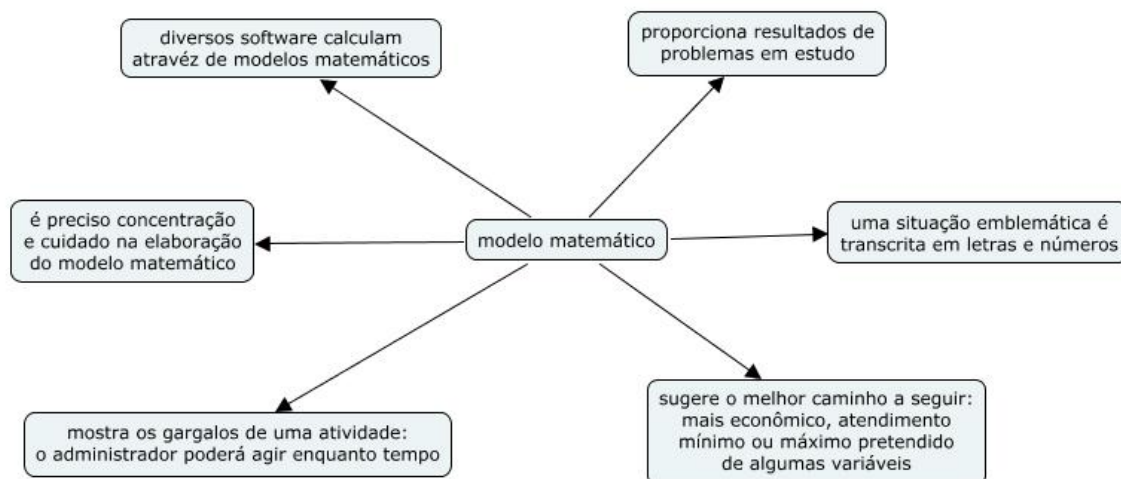 diversos software calculam
atravéz de modelos matemáticos
proporciona resultados de
problemas em estudo
é preciso concentração
e cuidado na elaboração
do modelo matemático
modelo matemático
uma situação emblemática é
transcrita em letras e números
mostra os gargalos de uma atividade:
o administrador poderá agir enquanto tempo
sugere o melhor caminho a seguir:
mais econômico, atendimento
mínimo ou máximo pretendido
de algumas variáveis